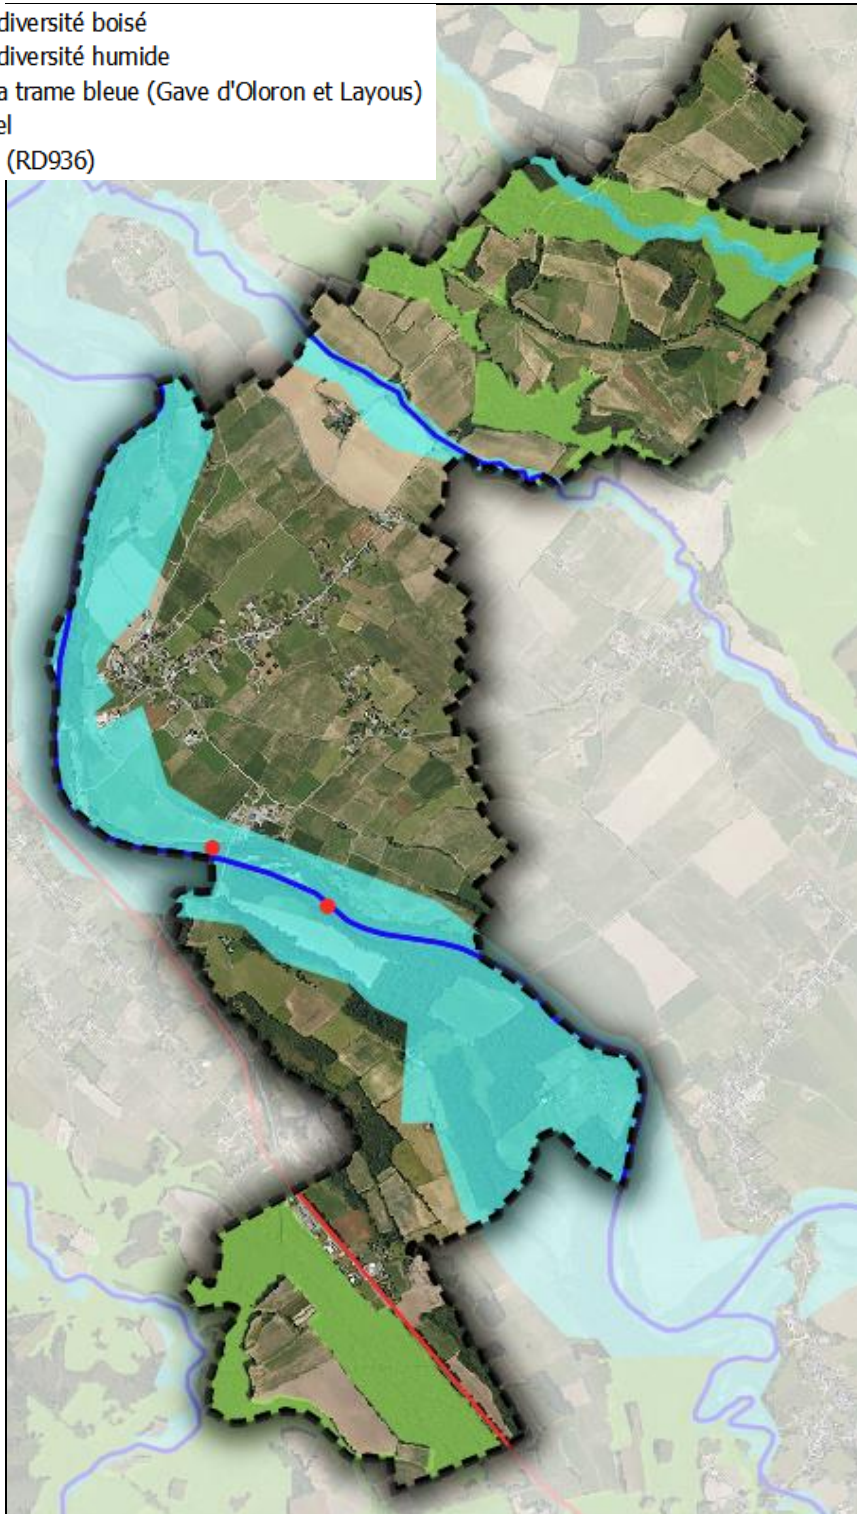 diversité boisé
diversité humide
a trame bleue (Gave d'Oloron et Layous)
el
(RD936)